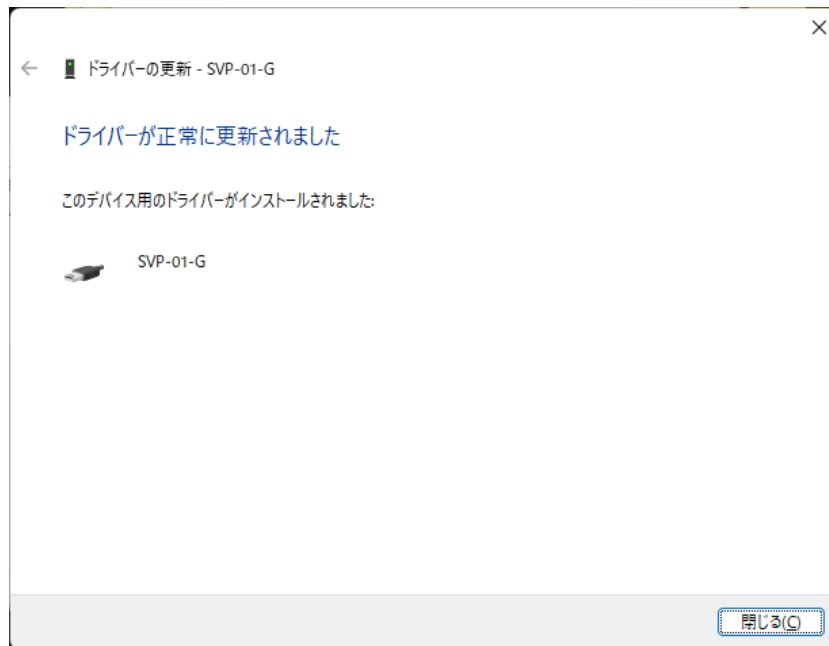 ドライバーの更新 - SVP-01-G
ドライバーが正常に更新されました
このデバイス用のドライバーがインストールされました:
SVP-01-G
閉じる(C)